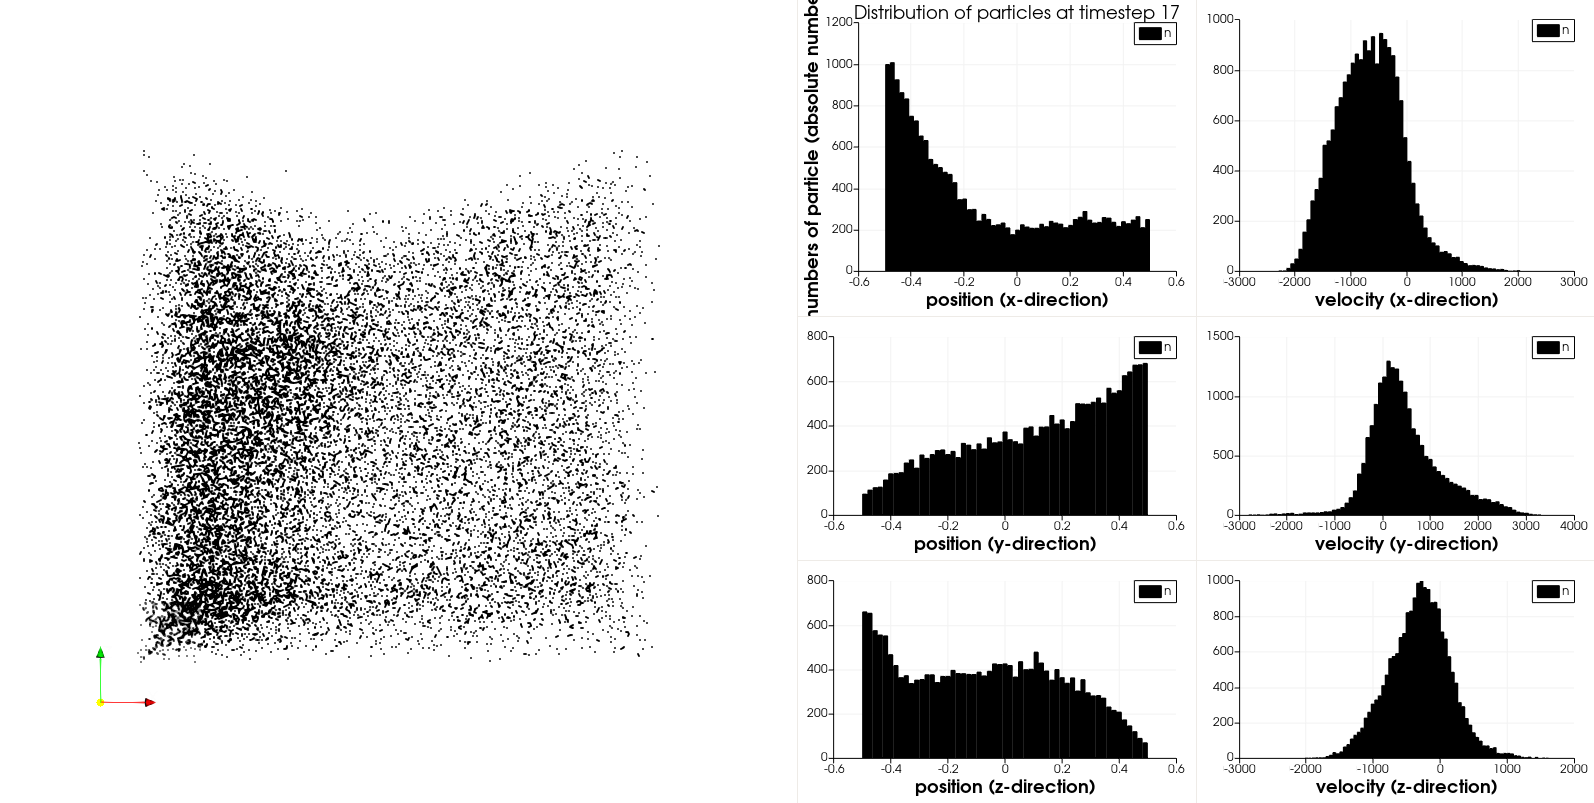 Distribution of particles at timestep 17
numbers of particle (absolute numbe
1200
1000
800
600
400
200
0
-0.6 -0.4 -0.2 0 0.2 0.4 0.6
position (x-direction)
n
1000
800
600
400
200
0
-3000 -2000 -1000 0 1000 2000 3000
velocity (x-direction)
n
800
600
400
200
0
-0.6 -0.4 -0.2 0 0.2 0.4 0.6
position (y-direction)
n
1500
1000
500
0
-3000 -2000 -1000 0 1000 2000 3000 4000
velocity (y-direction)
n
800
600
400
200
0
-0.6 -0.4 -0.2 0 0.2 0.4 0.6
position (z-direction)
n
1000
800
600
400
200
0
-3000 -2000 -1000 0 1000 2000
velocity (z-direction)
n